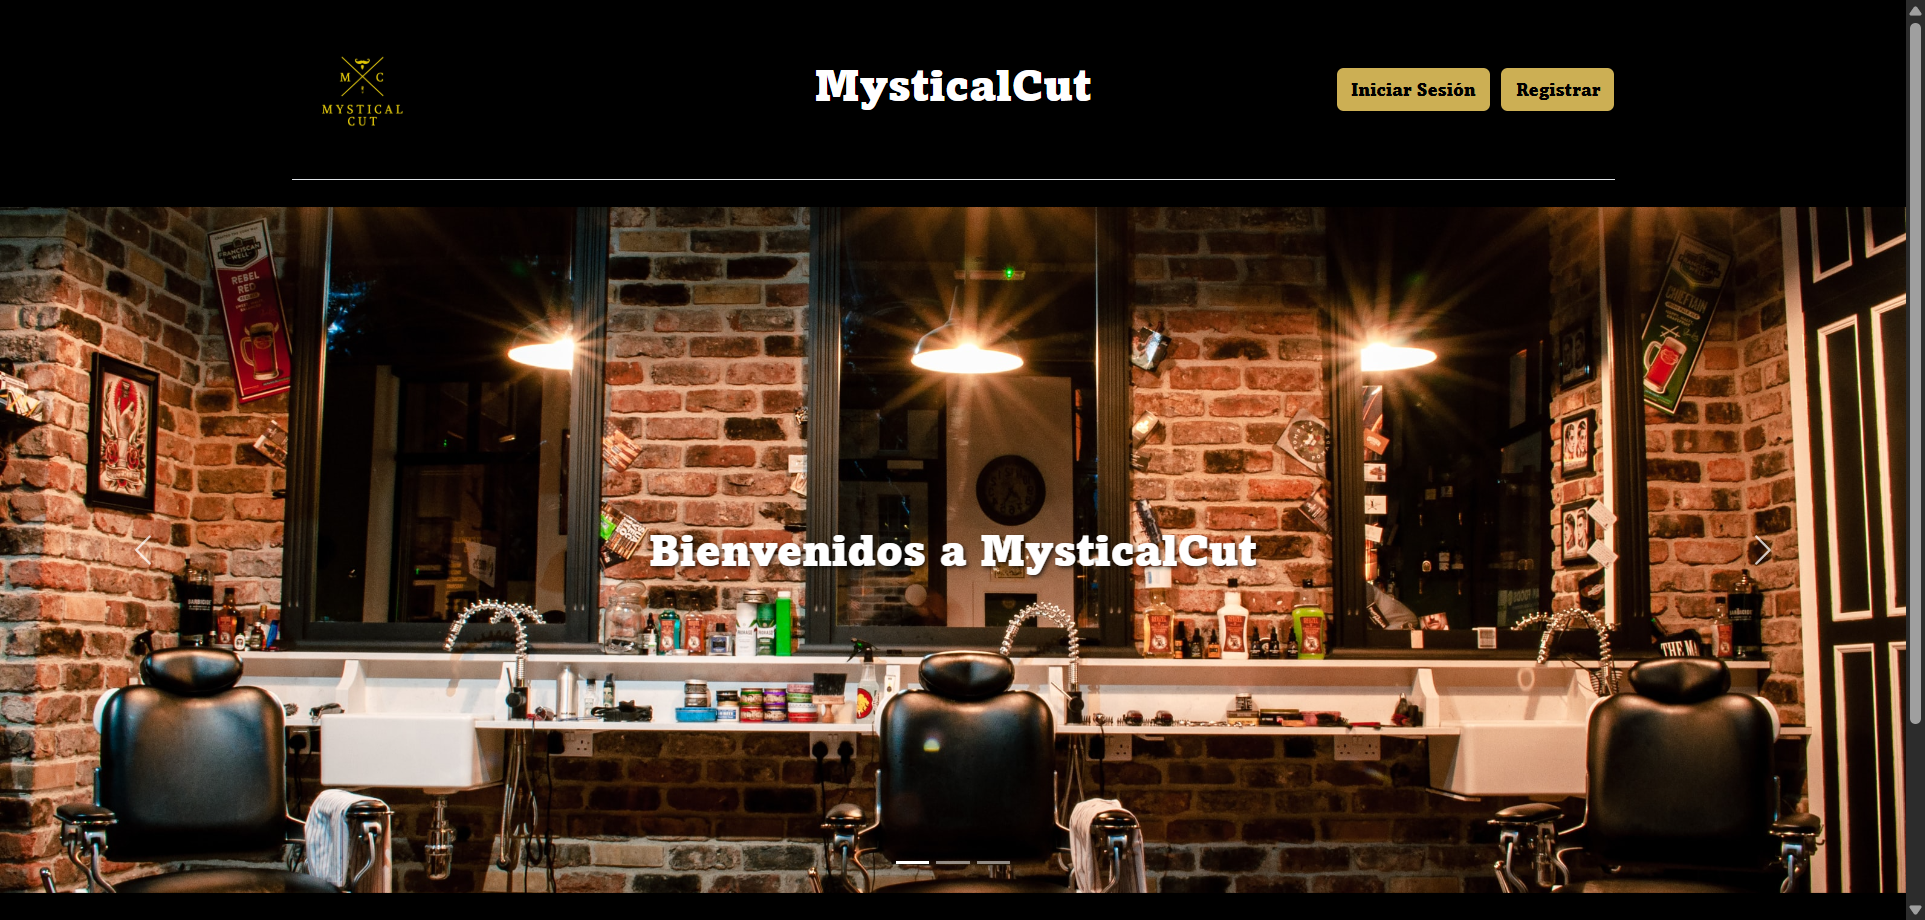 M C
MYSTICAL
CUT
MysticalCut
Iniciar Sesión
Registrar
FRANCISCAN
WELL
REBEL
RED
CHIEFTAIN
Bienvenidos a MysticalCut
THE MA